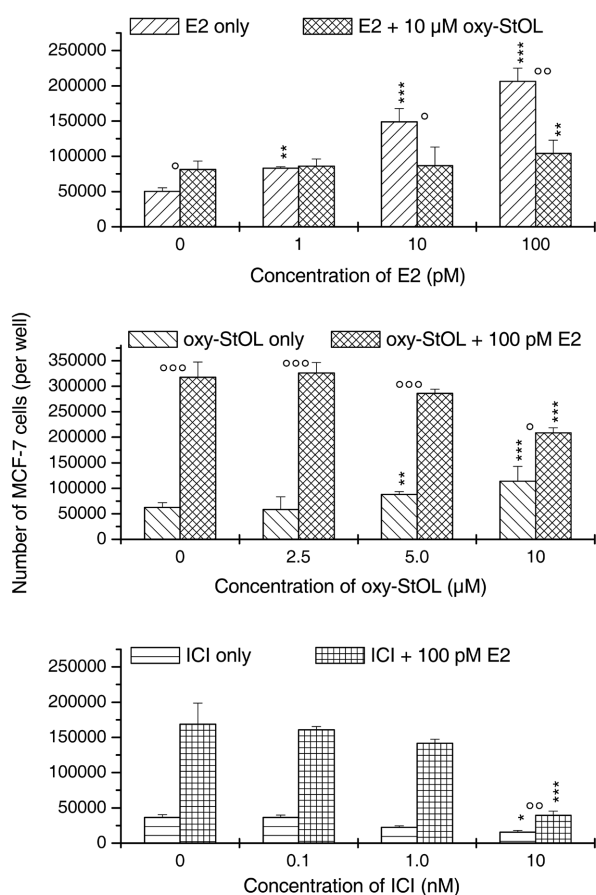 E2 only E2 + 10 µM oxy-StOL
250000
200000
150000
100000
50000
0
*** ** *** ***
° ° °° **
0 1 10 100
Concentration of E2 (pM)
Number of MCF-7 cells (per well)
oxy-StOL only oxy-StOL + 100 pM E2
350000
300000
250000
200000
150000
100000
50000
0
°°° °°° °°° ° ***
** ***
0 2.5 5.0 10
Concentration of oxy-StOL (µM)
ICI only ICI + 100 pM E2
250000
200000
150000
100000
50000
0
* °° ***
0 0.1 1.0 10
Concentration of ICI (nM)